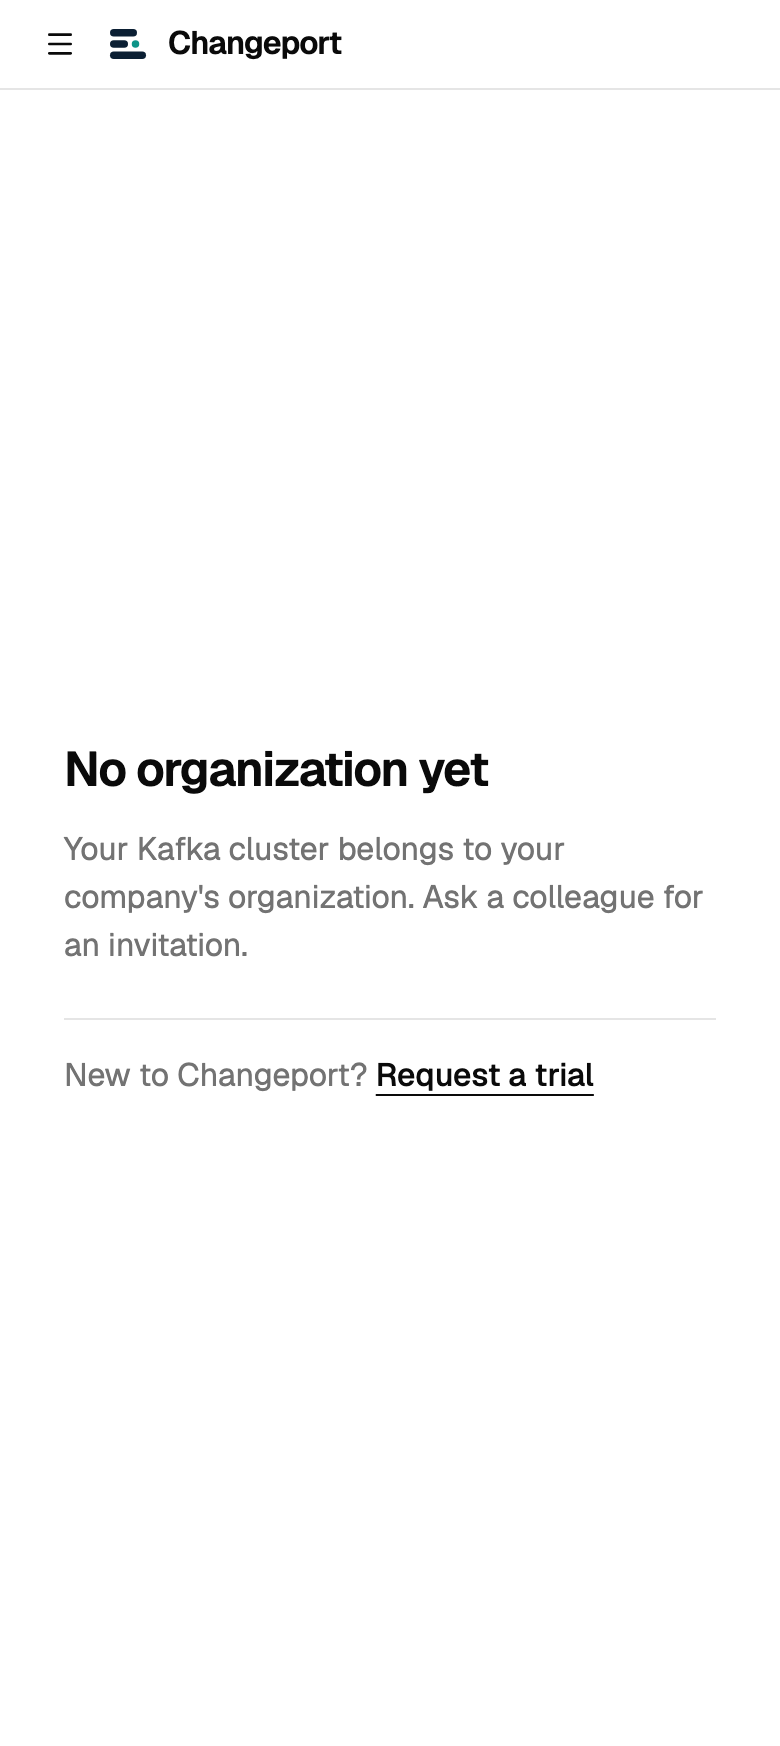 Changeport
No organization yet
Your Kafka cluster belongs to your
company's organization. Ask a colleague for
an invitation.
New to Changeport? Request a trial